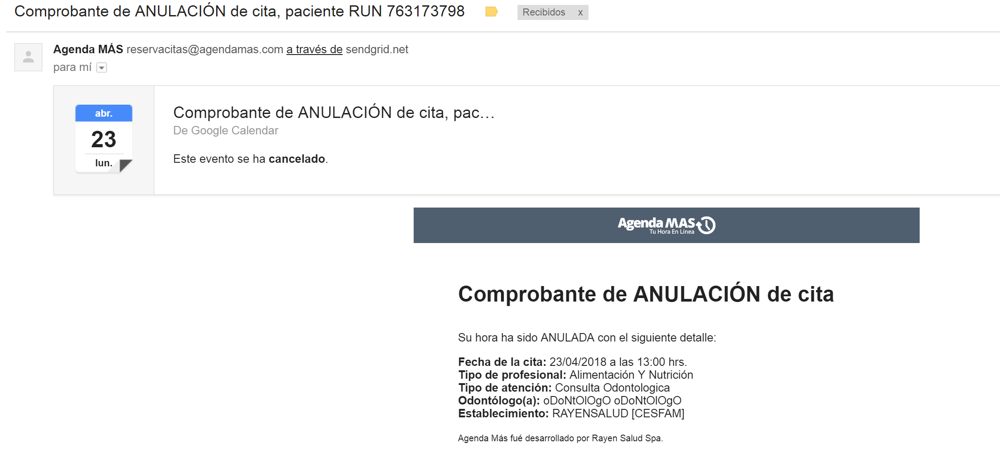 Comprobante de ANULACIÓN de cita, paciente RUN 763173798 Recibidos x
Agenda MÁS reservacitas@agendamas.com a través de sendgrid.net
para mí
abr.
23
lun.
Comprobante de ANULACIÓN de cita, pac…
De Google Calendar
Este evento se ha cancelado.
Agenda MAS
Tu Hora En Línea
Comprobante de ANULACIÓN de cita
Su hora ha sido ANULADA con el siguiente detalle:
Fecha de la cita: 23/04/2018 a las 13:00 hrs.
Tipo de profesional: Alimentación Y Nutrición
Tipo de atención: Consulta Odontologica
Odontólogo(a): oDoNtOlOgO oDoNtOlOgO
Establecimiento: RAYENSALUD [CESFAM]
Agenda Más fué desarrollado por Rayen Salud Spa.